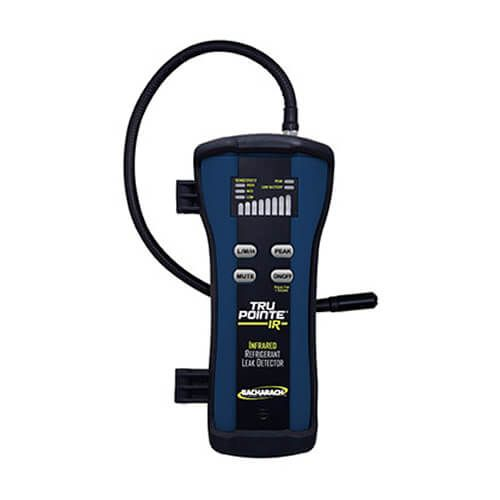 SENSITIVITY PEAK
HIGH LOW BATTERY
MED
LOW
L/M/H PEAK
MUTE ON/OFF
TRU
POINTE
IR
INFRARED
REFRIGERANT
LEAK DETECTOR
BACHARACH